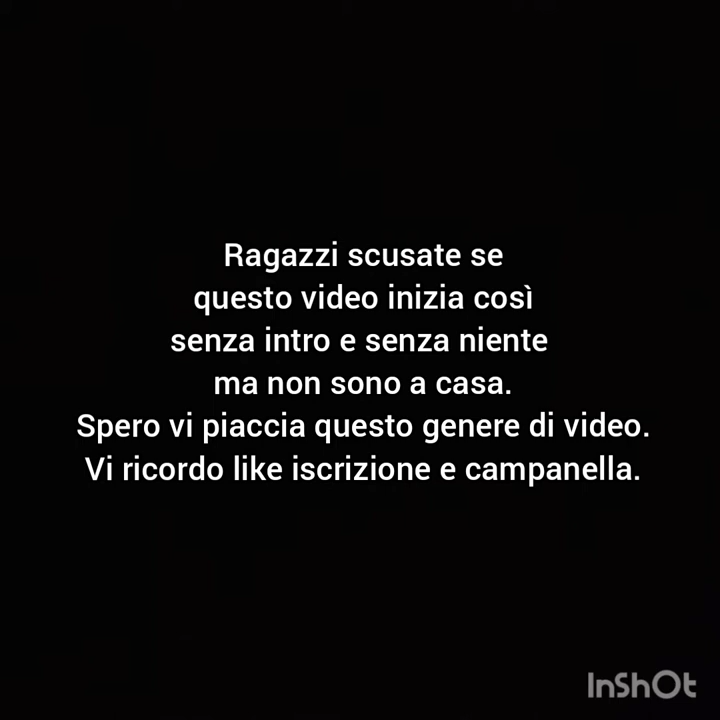 Ragazzi scusate se
questo video inizia così
senza intro e senza niente
ma non sono a casa.
Spero vi piaccia questo genere di video.
Vi ricordo like iscrizione e campanella.
InShOt